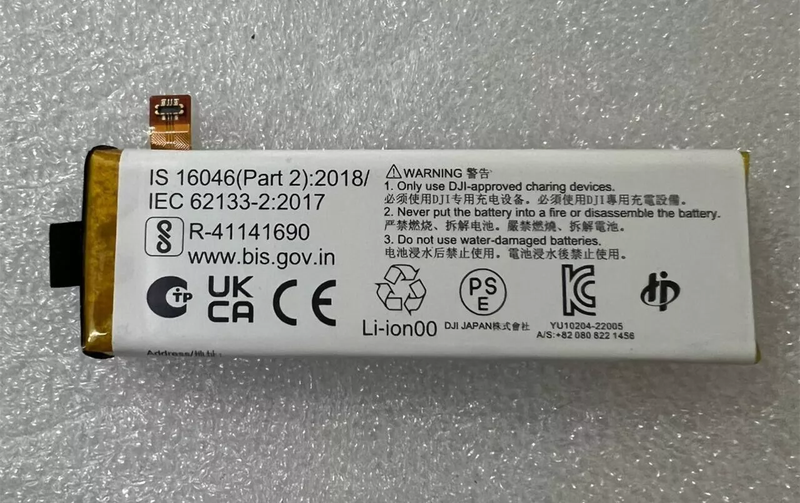 IS 16046(Part 2):2018/
IEC 62133-2:2017
R-41141690
www.bis.gov.in
TP
UK
CA
CE
⚠WARNING 警告
1. Only use DJI-approved charing devices.
必须使用DJI专用充电设备。必須使用DJI專用充電設備。
2. Never put the battery into a fire or disassemble the battery.
严禁燃烧、拆解电池。嚴禁燃燒、拆解電池。
3. Do not use water-damaged batteries.
电池浸水后禁止使用。電池浸水後禁止使用。
Li-ion00
PS
E
DJI JAPAN株式会社
KC
YU10204-22005
A/S:+82 080 822 1456
Address/地址: